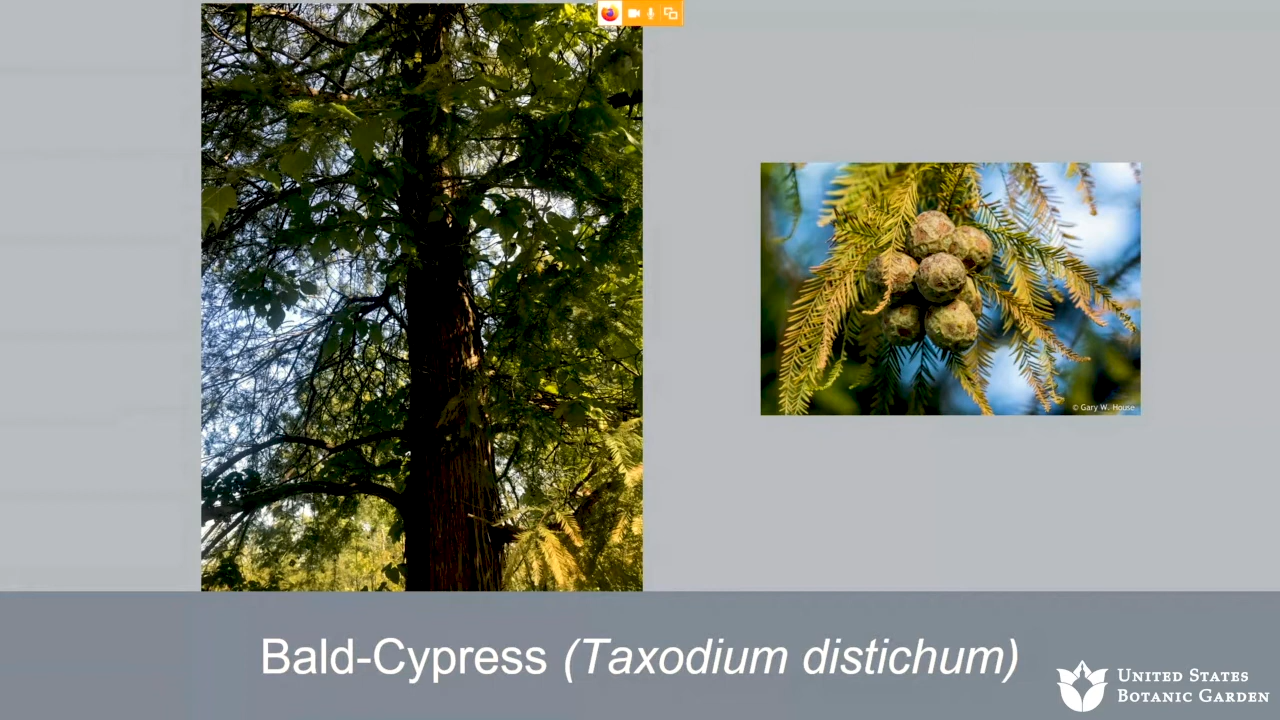 © Gary W. House
Bald-Cypress (Taxodium distichum)
United States
Botanic Garden